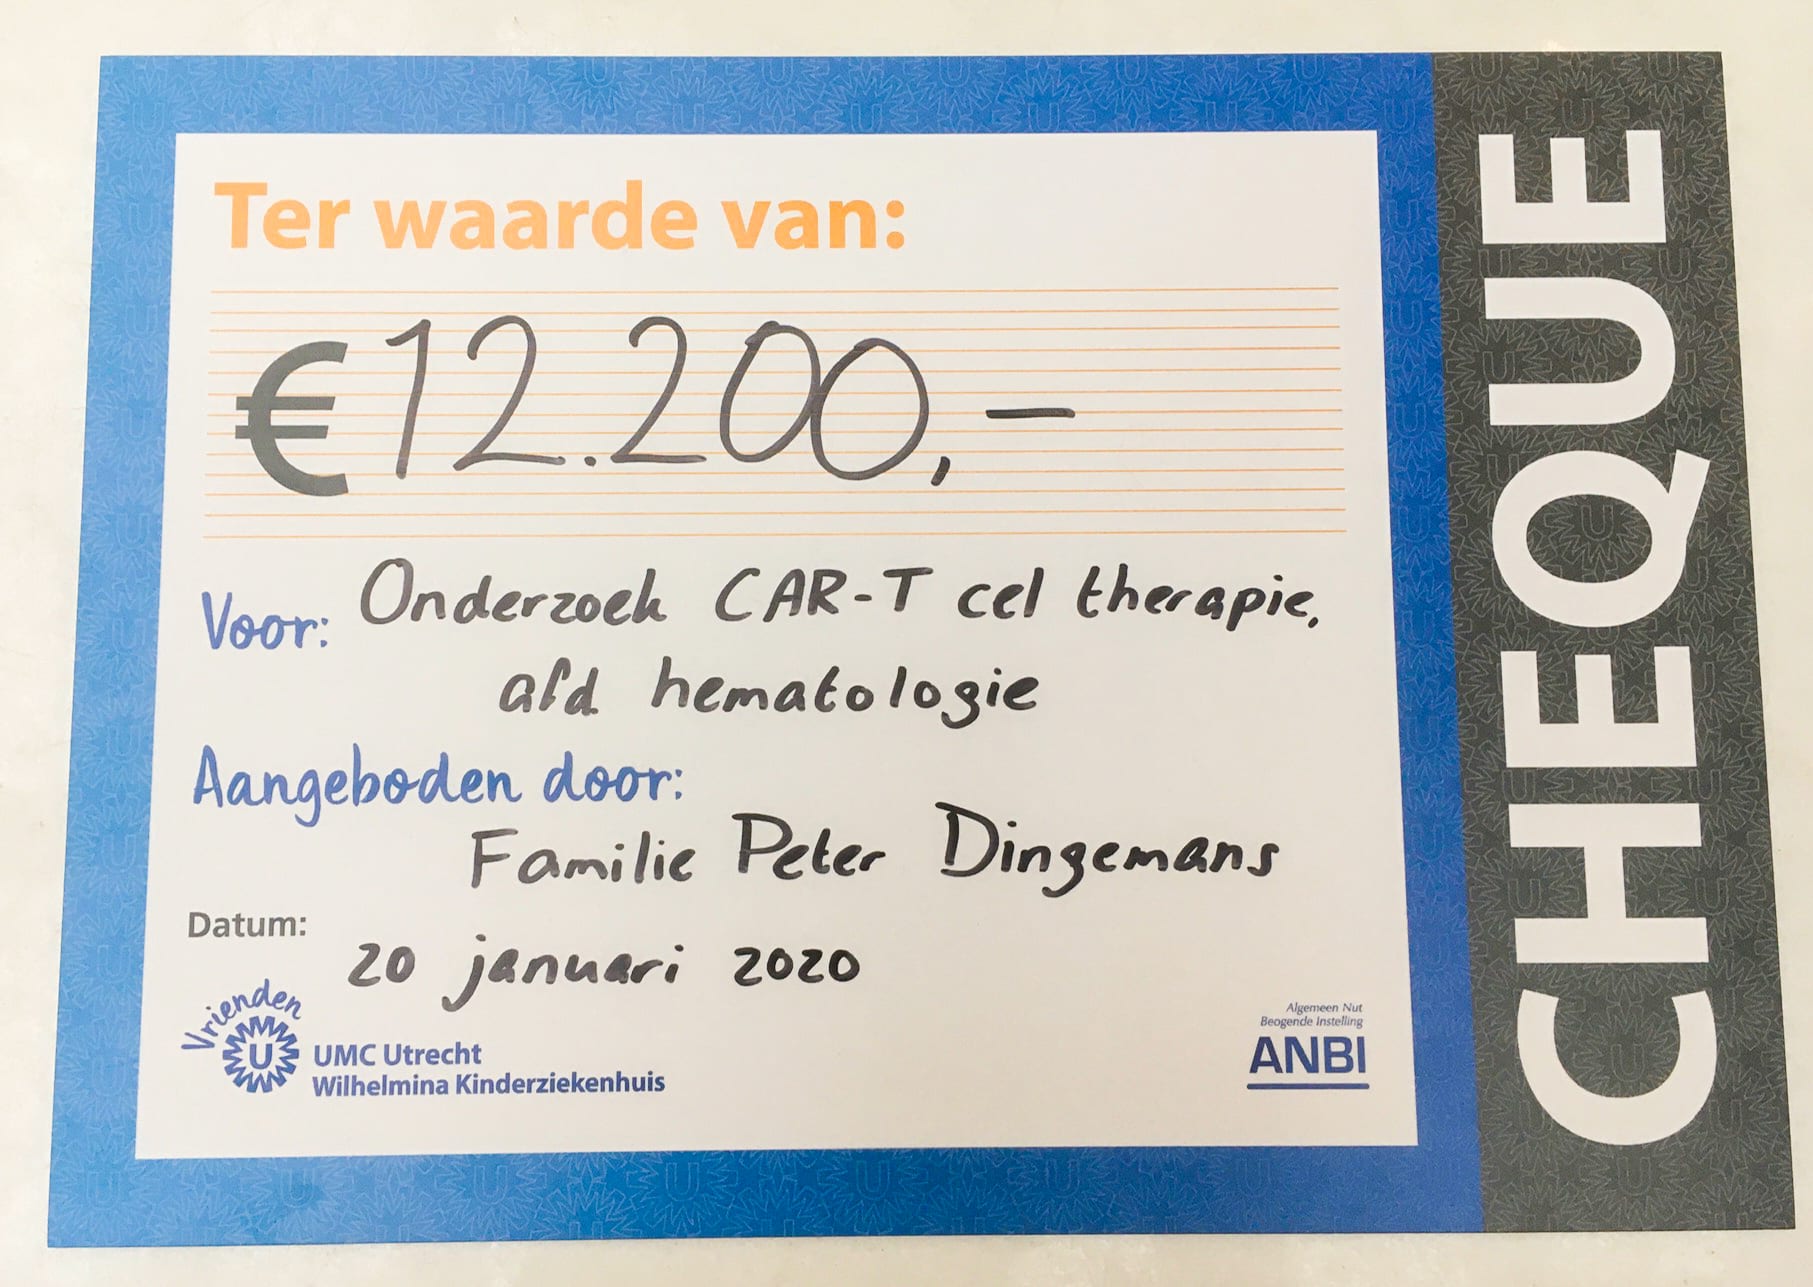 Ter waarde van:
€ 12.200,-
Voor: Onderzoek CAR-T cel therapie,
afd hematologie
Aangeboden door:
Familie Peter Dingemans
Datum:
20 januari 2020
Vrienden
U
UMC Utrecht
Wilhelmina Kinderziekenhuis
Algemeen Nut
Beogende Instelling
ANBI
CHEQUE